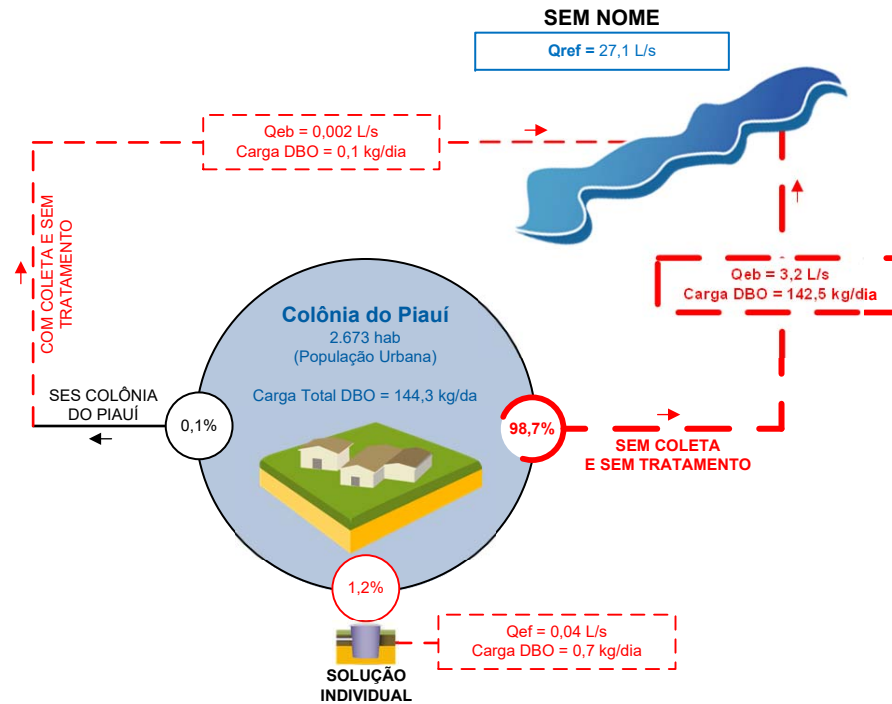 SEM NOME
Qref = 27,1 L/s
Qeb = 0,002 L/s
Carga DBO = 0,1 kg/dia
COM COLETA E SEM
TRATAMENTO
Qeb = 3,2 L/s
Carga DBO = 142,5 kg/dia
Colônia do Piauí
2.673 hab
(População Urbana)
Carga Total DBO = 144,3 kg/da
SES COLÔNIA
DO PIAUÍ
0,1%
98,7%
SEM COLETA
E SEM TRATAMENTO
1,2%
Qef = 0,04 L/s
Carga DBO = 0,7 kg/dia
SOLUÇÃO
INDIVIDUAL